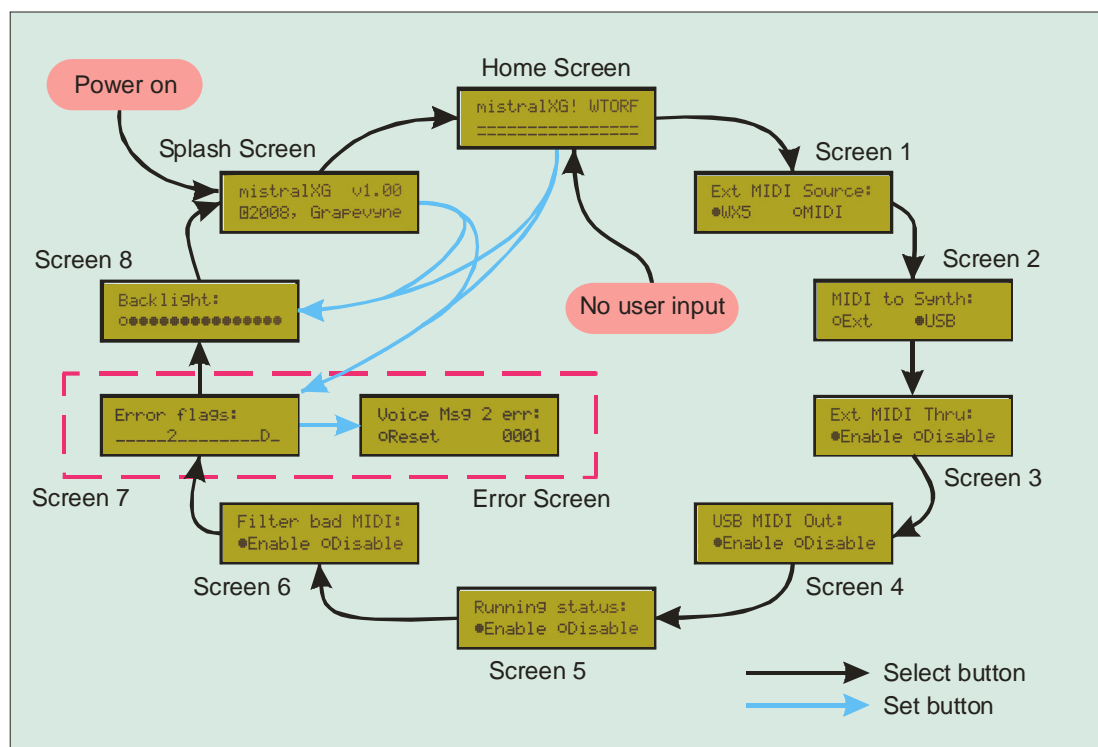 Home Screen
Power on
mistralXG! WTORF
================
Splash Screen
Screen 1
mistralXG v1.00
2008, Grapevyne
Ext MIDI Source:
●WX5 ○MIDI
Screen 8
Screen 2
Backlight:
○●●●●●●●●●●●●●●●
No user input
MIDI to Synth:
○Ext ●USB
Error flags:
_____2________D_
Voice Msg 2 err:
○Reset 0001
Ext MIDI Thru:
●Enable ○Disable
Screen 7
Error Screen
Screen 3
Filter bad MIDI:
●Enable ○Disable
USB MIDI Out:
●Enable ○Disable
Screen 6
Screen 4
Running status:
●Enable ○Disable
Screen 5
Select button
Set button